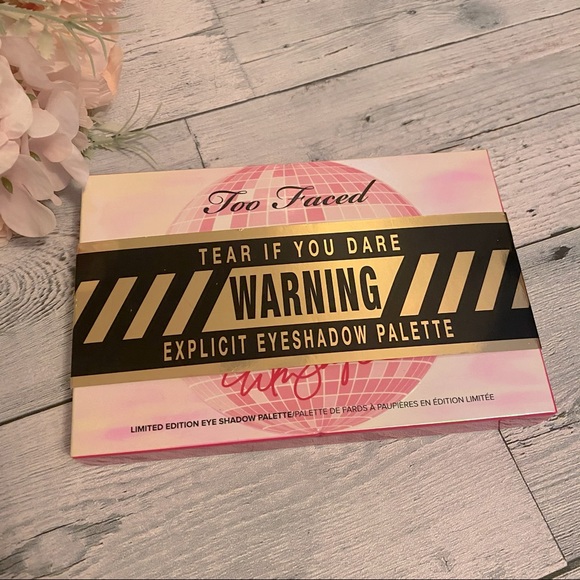 Too Faced
TEAR IF YOU DARE
WARNING
EXPLICIT EYESHADOW PALETTE
LIMITED EDITION EYE SHADOW PALETTE/PALETTE DE FARDS À PAUPIÈRES EN ÉDITION LIMITÉE